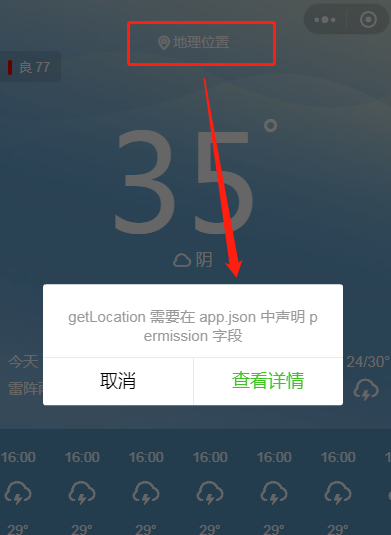 地理位置
良 77
35°
阴
getLocation 需要在 app.json 中声明 p
ermission 字段
取消 查看详情
今天 24/30°
雷阵雨
16:00 16:00 16:00 16:00 16:00 16:00
29° 29° 29° 29° 29° 29°